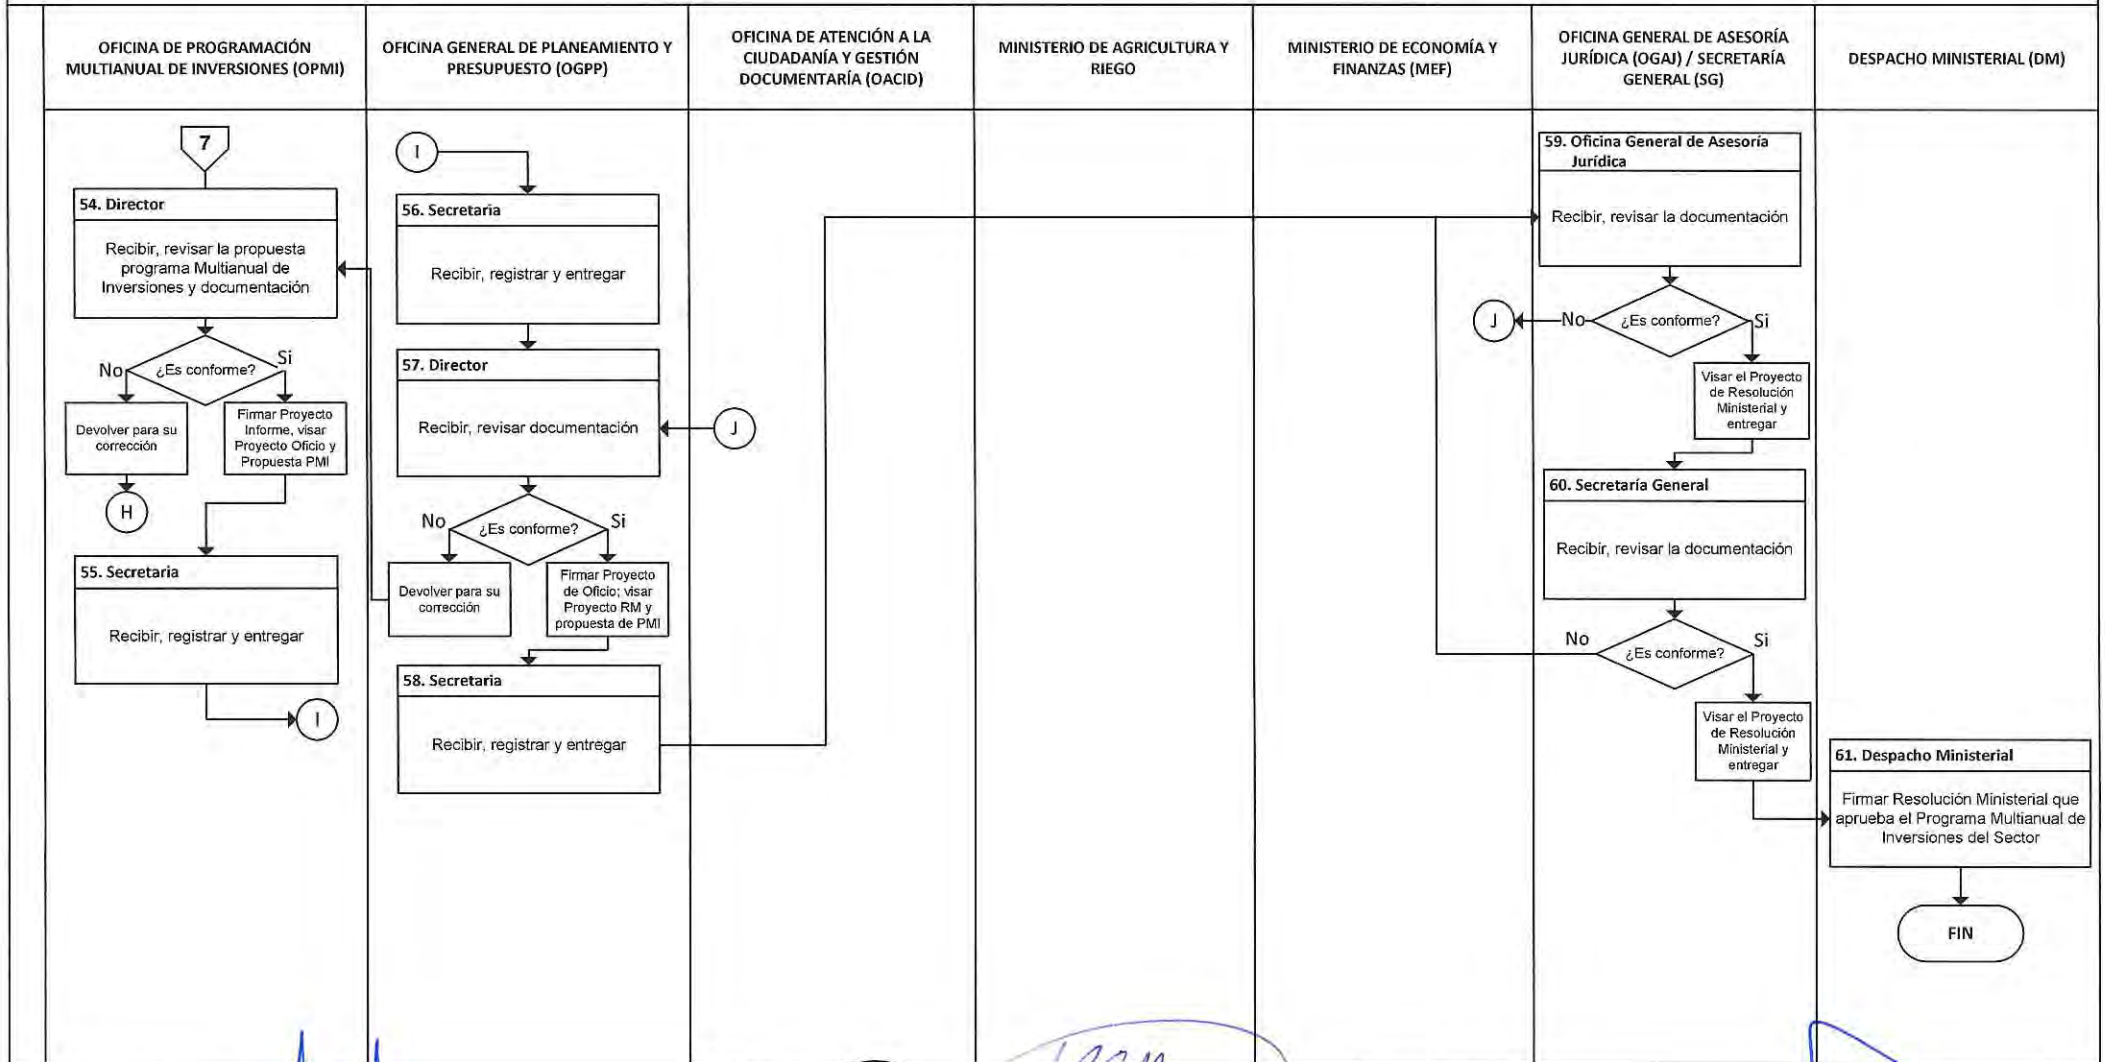 OFICINA DE PROGRAMACIÓN
MULTIANUAL DE INVERSIONES (OPMI)
OFICINA GENERAL DE PLANEAMIENTO Y
PRESUPUESTO (OGPP)
OFICINA DE ATENCIÓN A LA
CIUDADANÍA Y GESTIÓN
DOCUMENTARÍA (OACID)
MINISTERIO DE AGRICULTURA Y
RIEGO
MINISTERIO DE ECONOMÍA Y
FINANZAS (MEF)
OFICINA GENERAL DE ASESORÍA
JURÍDICA (OGAJ) / SECRETARÍA
GENERAL (SG)
DESPACHO MINISTERIAL (DM)
7
54. Director
Recibir, revisar la propuesta
programa Multianual de
Inversiones y documentación
¿Es conforme?
No
Si
Devolver para su
corrección
Firmar Proyecto
Informe, visar
Proyecto Oficio y
Propuesta PMI
H
55. Secretaria
Recibir, registrar y entregar
I
I
56. Secretaria
Recibir, registrar y entregar
57. Director
Recibir, revisar documentación
J
¿Es conforme?
No
Si
Devolver para su
corrección
Firmar Proyecto
de Oficio; visar
Proyecto RM y
propuesta de PMI
58. Secretaria
Recibir, registrar y entregar
59. Oficina General de Asesoría
Jurídica
Recibir, revisar la documentación
J
No
¿Es conforme?
Si
Visar el Proyecto
de Resolución
Ministerial y
entregar
60. Secretaría General
Recibir, revisar la documentación
No
¿Es conforme?
Si
Visar el Proyecto
de Resolución
Ministerial y
entregar
61. Despacho Ministerial
Firmar Resolución Ministerial que
aprueba el Programa Multianual de
Inversiones del Sector
FIN